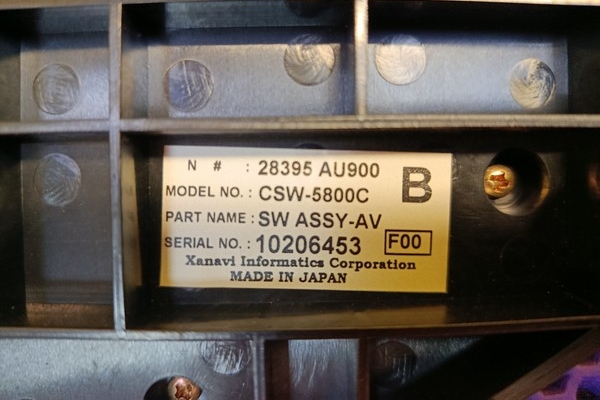 N # : 28395 AU900
B
MODEL NO. : CSW-5800C
PART NAME : SW ASSY-AV
SERIAL NO. : 10206453 F00
Xanavi Informatics Corporation
MADE IN JAPAN